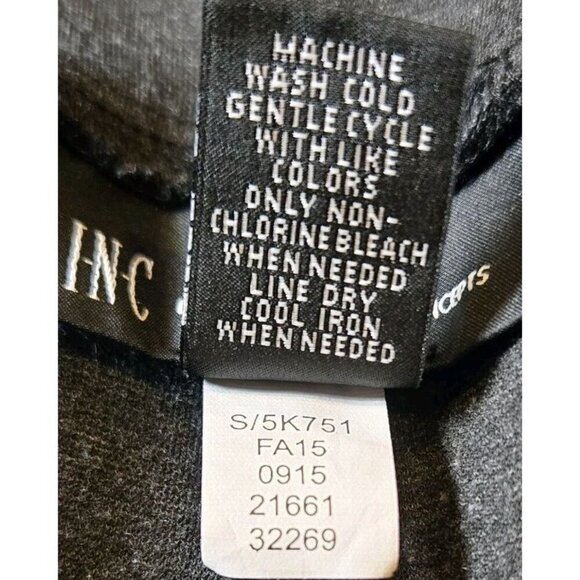 MACHINE
WASH COLD
GENTLE CYCLE
WITH LIKE
COLORS
ONLY NON-
CHLORINE BLEACH
WHEN NEEDED
LINE DRY
COOL IRON
WHEN NEEDED
I·N·C
S/5K751
FA15
0915
21661
32269